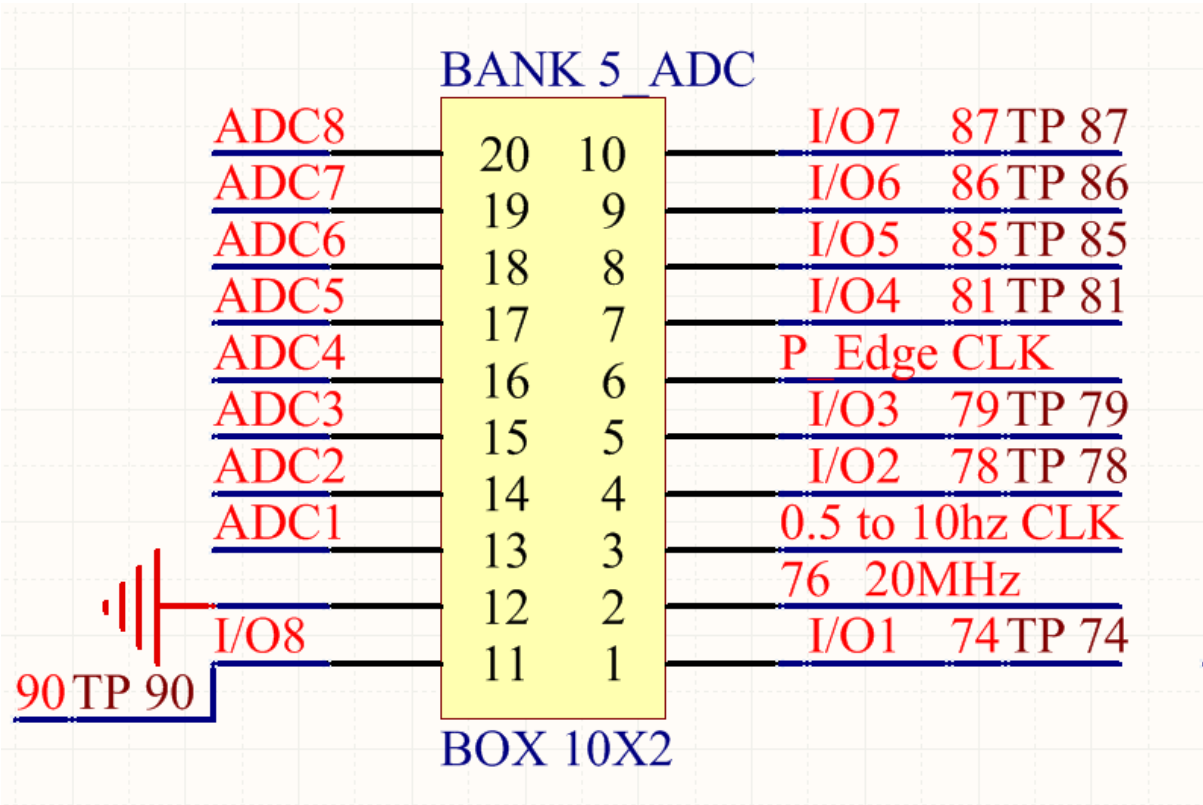 BANK 5_ADC
ADC8 20 10 I/O7 87 TP 87
ADC7 19 9 I/O6 86 TP 86
ADC6 18 8 I/O5 85 TP 85
ADC5 17 7 I/O4 81 TP 81
ADC4 16 6 P_Edge CLK
ADC3 15 5 I/O3 79 TP 79
ADC2 14 4 I/O2 78 TP 78
ADC1 13 3 0.5 to 10hz CLK
12 2 76 20MHz
I/O8 11 1 I/O1 74 TP 74
90 TP 90
BOX 10X2